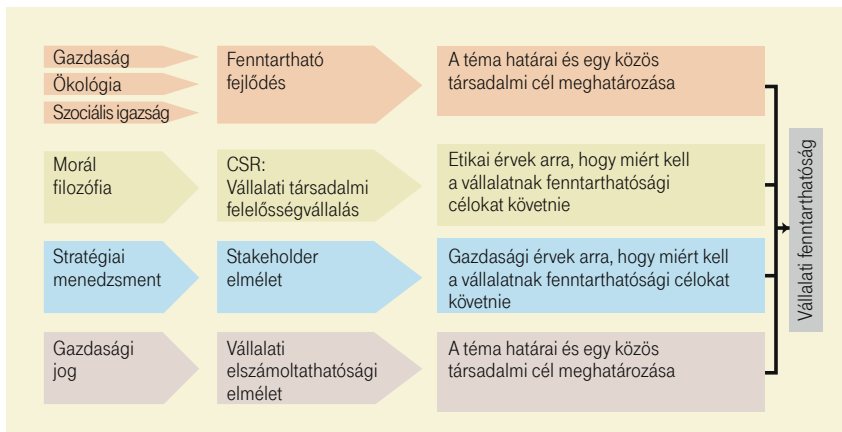 Gazdaság
Ökológia
Szociális igazság
Fenntartható
fejlődés
A téma határai és egy közös
társadalmi cél meghatározása
Morál
filozófia
CSR:
Vállalati társadalmi
felelősségvállalás
Etikai érvek arra, hogy miért kell
a vállalatnak fenntarthatósági
célokat követnie
Stratégiai
menedzsment
Stakeholder
elmélet
Gazdasági érvek arra, hogy miért kell
a vállalatnak fenntarthatósági célokat
követnie
Gazdasági
jog
Vállalati
elszámoltathatósági
elmélet
A téma határai és egy közös
társadalmi cél meghatározása
Vállalati fenntarthatóság